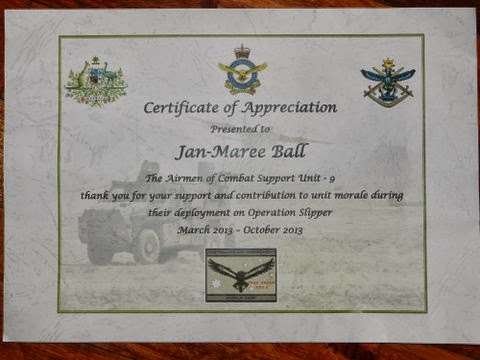 Certificate of Appreciation
Presented to
Jan-Maree Ball
The Airmen of Combat Support Unit - 9
thank you for your support and contribution to unit morale during
their deployment on Operation Slipper
March 2013 – October 2013